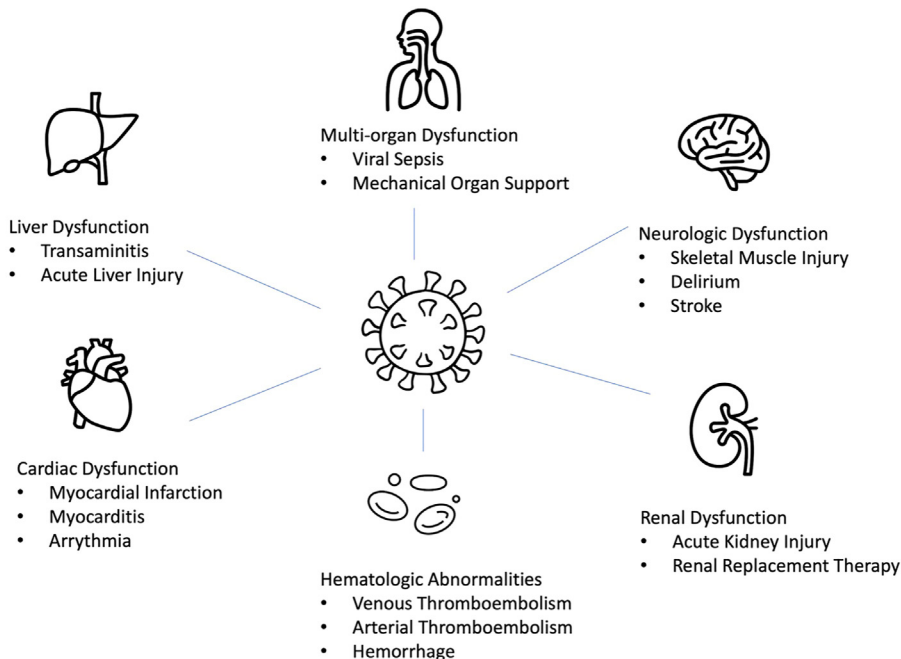 Multi-organ Dysfunction
• Viral Sepsis
• Mechanical Organ Support
Liver Dysfunction
• Transaminitis
• Acute Liver Injury
Neurologic Dysfunction
• Skeletal Muscle Injury
• Delirium
• Stroke
Cardiac Dysfunction
• Myocardial Infarction
• Myocarditis
• Arrythmia
Renal Dysfunction
• Acute Kidney Injury
• Renal Replacement Therapy
Hematologic Abnormalities
• Venous Thromboembolism
• Arterial Thromboembolism
• Hemorrhage